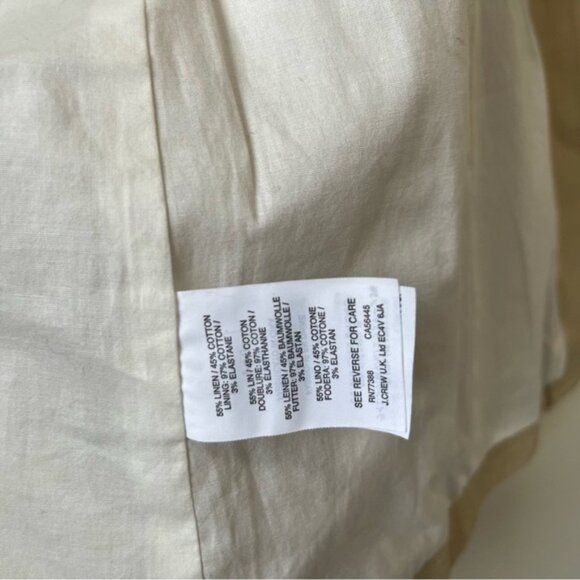 55% LINEN / 45% COTTON
LINING: 97% COTTON /
3% ELASTANE
55% LIN / 45% COTON
DOUBLURE: 97% COTON /
3% ELASTHANNE
55% LEINEN / 45% BAUMWOLLE
FUTTER: 97% BAUMWOLLE /
3% ELASTAN
55% LINO / 45% COTONE
FODERA: 97% COTONE /
3% ELASTAN
SEE REVERSE FOR CARE
RN77388 CA56445
J.CREW U.K. Ltd EC4V 6JA